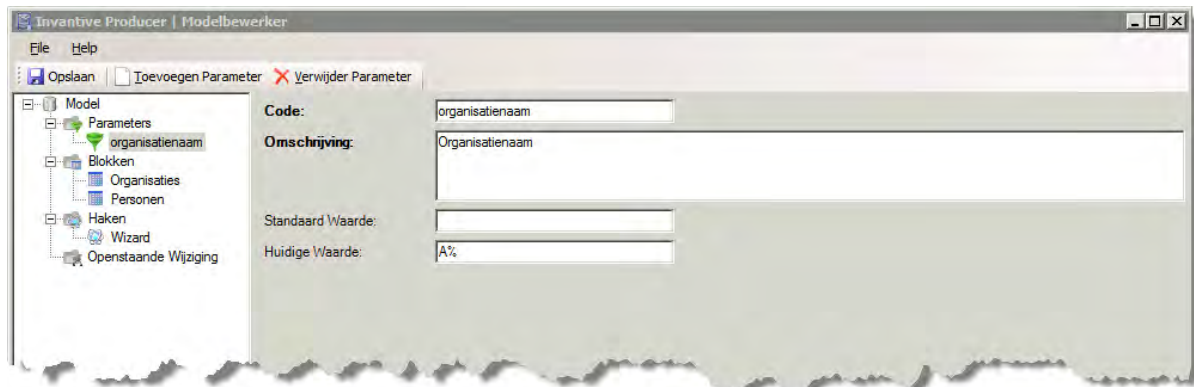 Invantive Producer | Modelbewerker
File Help
Opslaan Toevoegen Parameter Verwijder Parameter
Model
Parameters
organisatienaam
Blokken
Organisaties
Personen
Haken
Wizard
Openstaande Wijziging
Code: organisatienaam
Omschrijving: Organisatienaam
Standaard Waarde:
Huidige Waarde: A%